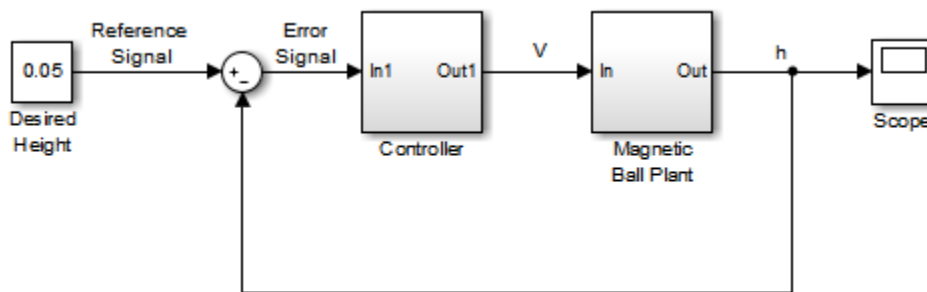 Reference
Signal
Error
Signal
0.05
+
-
In1
Out1
V
In
Out
h
Desired
Height
Controller
Magnetic
Ball Plant
Scope